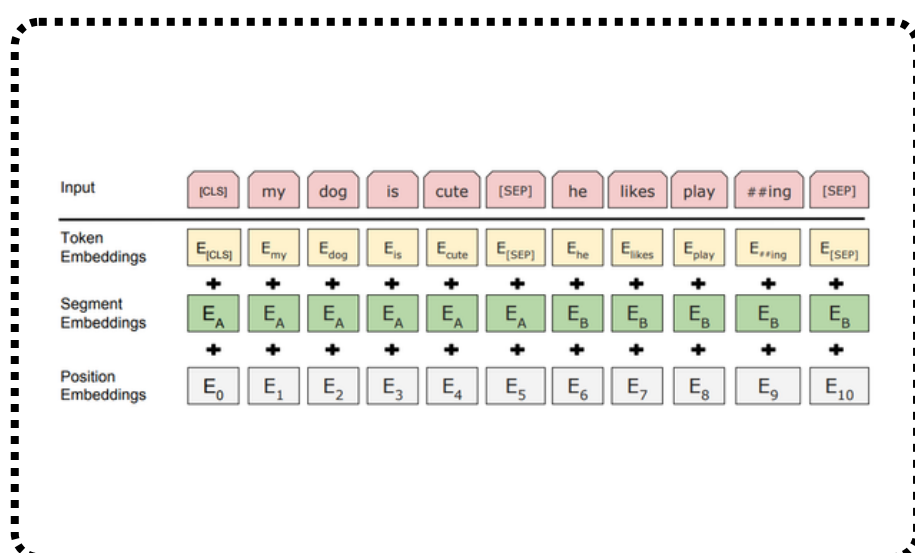 Input [CLS] my dog is cute [SEP] he likes play ##ing [SEP]
Token
Embeddings E[CLS] Emy Edog Eis Ecute E[SEP] Ehe Elikes Eplay E##ing E[SEP]
+ + + + + + + + + + +
Segment
Embeddings EA EA EA EA EA EA EB EB EB EB EB
+ + + + + + + + + + +
Position
Embeddings E0 E1 E2 E3 E4 E5 E6 E7 E8 E9 E10